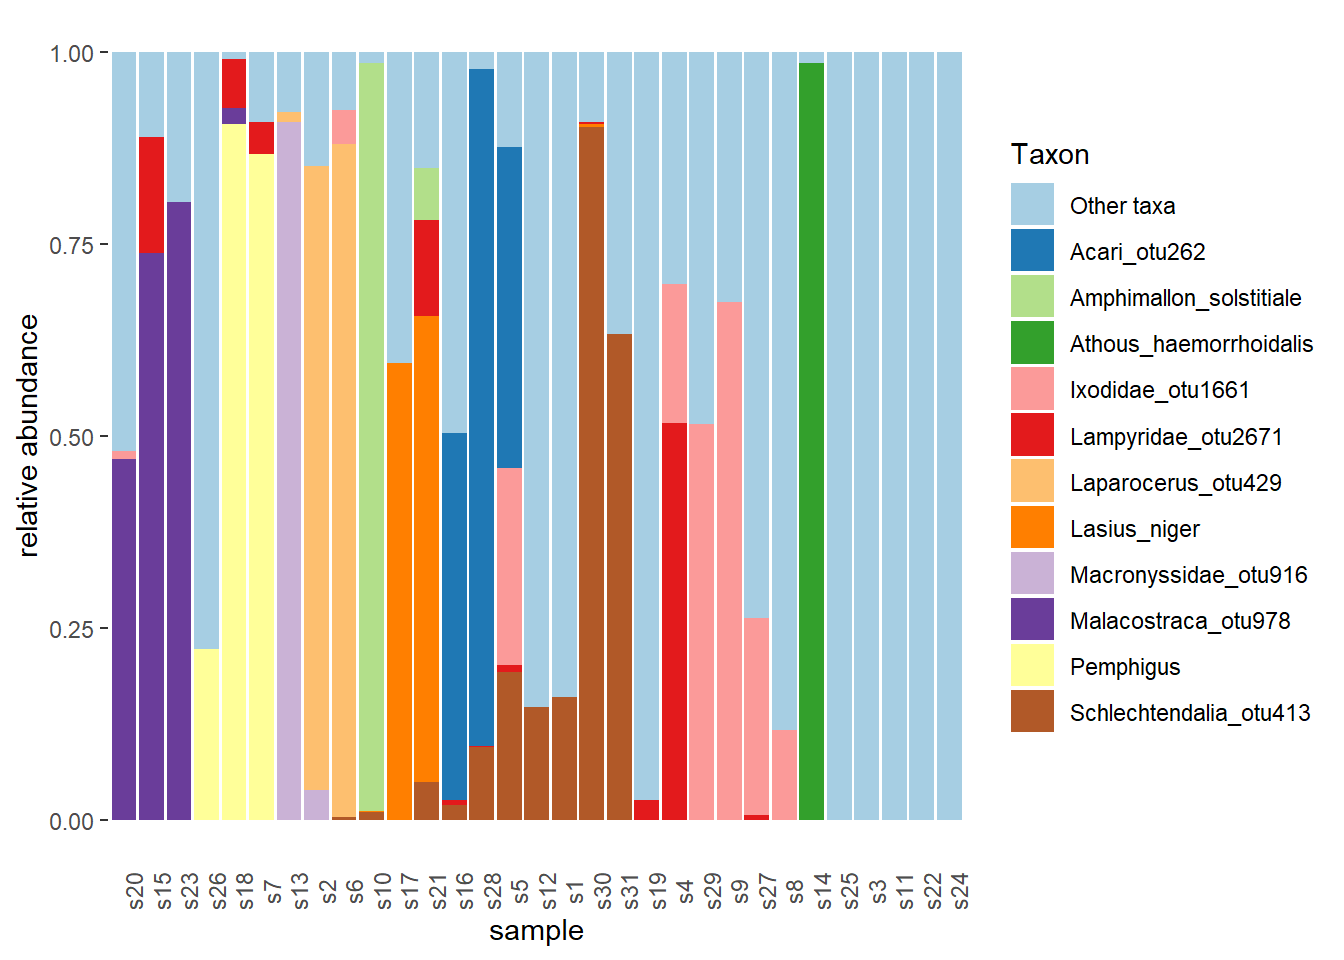 1.00
0.75
0.50
0.25
0.00
relative abundance
s20
s15
s23
s26
s18
s7
s13
s2
s6
s10
s17
s21
s16
s28
s5
s12
s1
s30
s31
s19
s4
s29
s9
s27
s8
s14
s25
s3
s11
s22
s24
sample
Taxon
Other taxa
Acari_otu262
Amphimallon_solstitiale
Athous_haemorrhoidalis
Ixodidae_otu1661
Lampyridae_otu2671
Laparocerus_otu429
Lasius_niger
Macronyssidae_otu916
Malacostraca_otu978
Pemphigus
Schlechtendalia_otu413